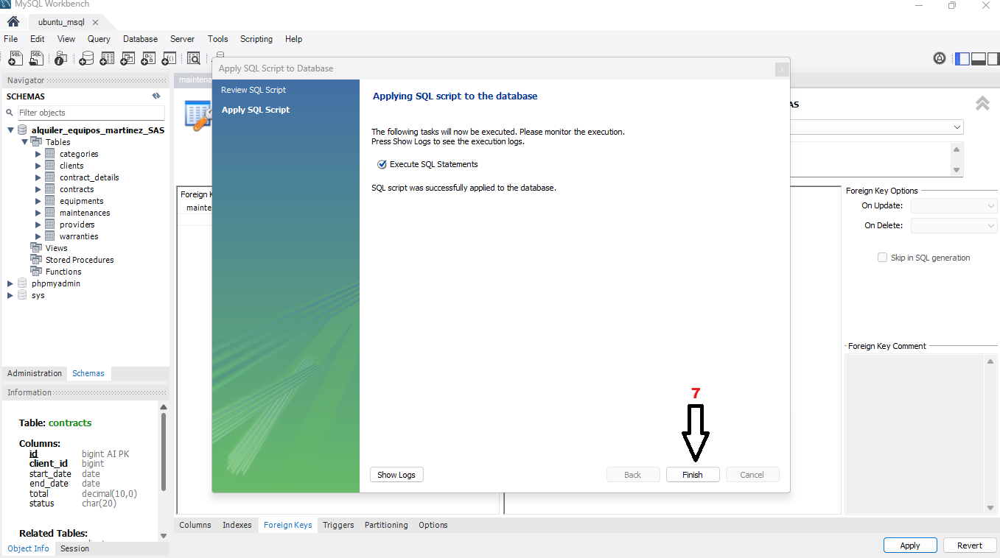 MySQL Workbench
ubuntu_msql
File Edit View Query Database Server Tools Scripting Help
Navigator
SCHEMAS
Filter objects
alquiler_equipos_martinez_SAS
Tables
categories
clients
contract_details
contracts
equipments
maintenances
providers
warranties
Views
Stored Procedures
Functions
phpmyadmin
sys
Administration Schemas
Information
Table: contracts
Columns:
id bigint AI PK
client_id bigint
start_date date
end_date date
total decimal(10,0)
status char(20)
Related Tables:
Object Info Session
maintena
Foreign K
mainte
Apply SQL Script to Database
Review SQL Script
Apply SQL Script
Applying SQL script to the database
The following tasks will now be executed. Please monitor the execution.
Press Show Logs to see the execution logs.
Execute SQL Statements
SQL script was successfully applied to the database.
7
Show Logs Back Finish Cancel
AS
Foreign Key Options
On Update:
On Delete:
Skip in SQL generation
Foreign Key Comment
Columns Indexes Foreign Keys Triggers Partitioning Options
Apply Revert